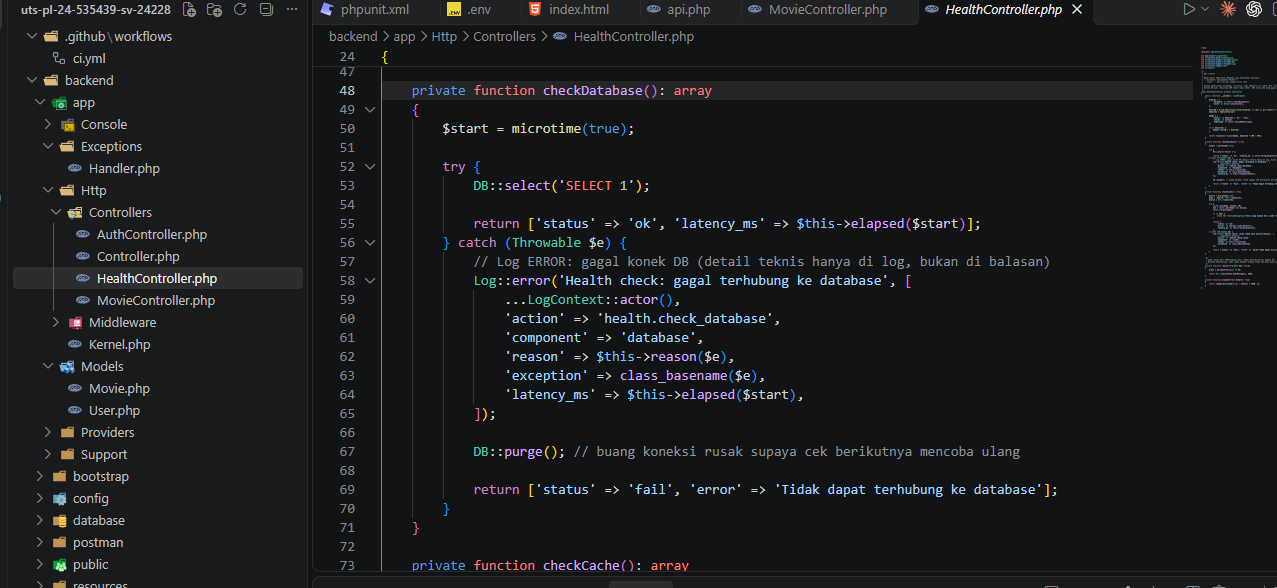 uts-pl-24-535439-sv-24228
.github\workflows
ci.yml
backend
app
Console
Exceptions
Handler.php
Http
Controllers
AuthController.php
Controller.php
HealthController.php
MovieController.php
Middleware
Kernel.php
Models
Movie.php
User.php
Providers
Support
bootstrap
config
database
postman
public
resources
phpunit.xml
.env
index.html
api.php
MovieController.php
HealthController.php
backend > app > Http > Controllers > HealthController.php
24 {
47
48 private function checkDatabase(): array
49 {
50 $start = microtime(true);
51
52 try {
53 DB::select('SELECT 1');
54
55 return ['status' => 'ok', 'latency_ms' => $this->elapsed($start)];
56 } catch (Throwable $e) {
57 // Log ERROR: gagal konek DB (detail teknis hanya di log, bukan di balasan)
58 Log::error('Health check: gagal terhubung ke database', [
59 ...LogContext::actor(),
60 'action' => 'health.check_database',
61 'component' => 'database',
62 'reason' => $this->reason($e),
63 'exception' => class_basename($e),
64 'latency_ms' => $this->elapsed($start),
65 ]);
66
67 DB::purge(); // buang koneksi rusak supaya cek berikutnya mencoba ulang
68
69 return ['status' => 'fail', 'error' => 'Tidak dapat terhubung ke database'];
70 }
71 }
72
73 private function checkCache(): array